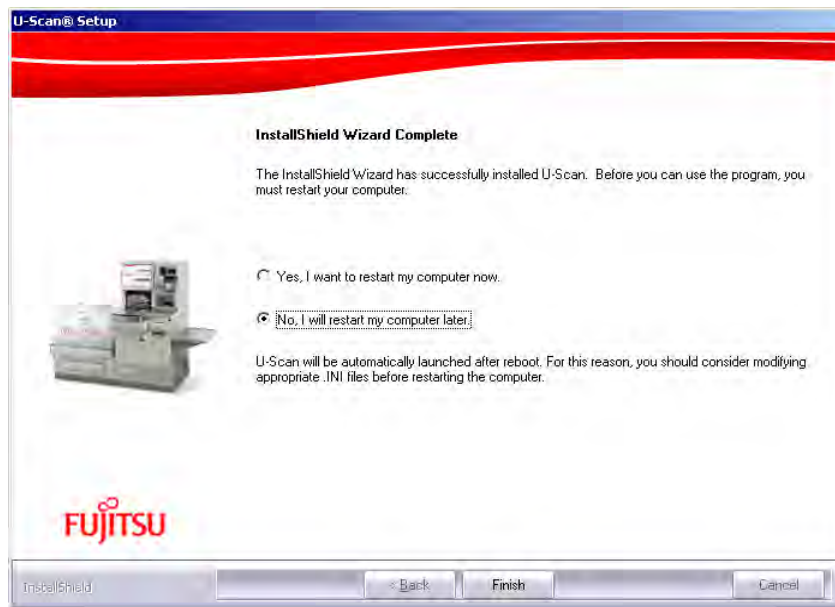 U-Scan® Setup
InstallShield Wizard Complete
The InstallShield Wizard has successfully installed U-Scan. Before you can use the program, you
must restart your computer.
Yes, I want to restart my computer now.
No, I will restart my computer later.
U-Scan will be automatically launched after reboot. For this reason, you should consider modifying
appropriate .INI files before restarting the computer.
FUJITSU
InstallShield
< Back
Finish
Cancel